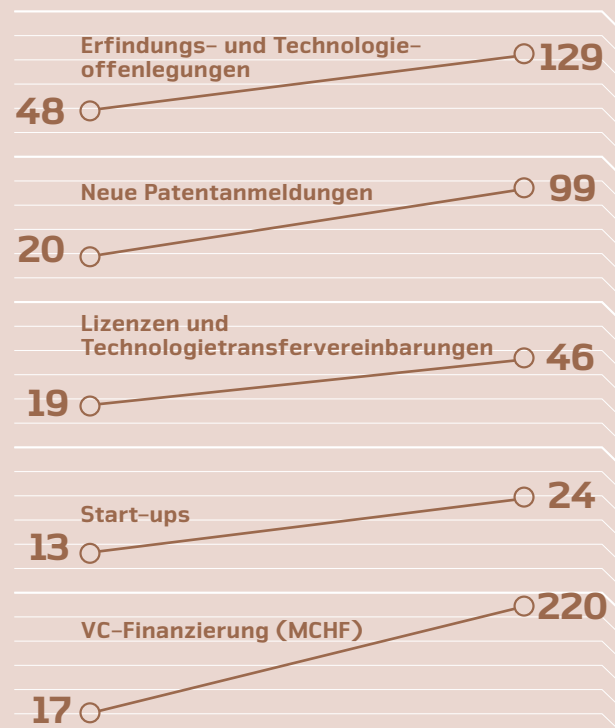 Erfindungs- und Technologie-
offenlegungen
129
48
Neue Patentanmeldungen
99
20
Lizenzen und
Technologietransfervereinbarungen
46
19
Start-ups
24
13
VC-Finanzierung (MCHF)
220
17